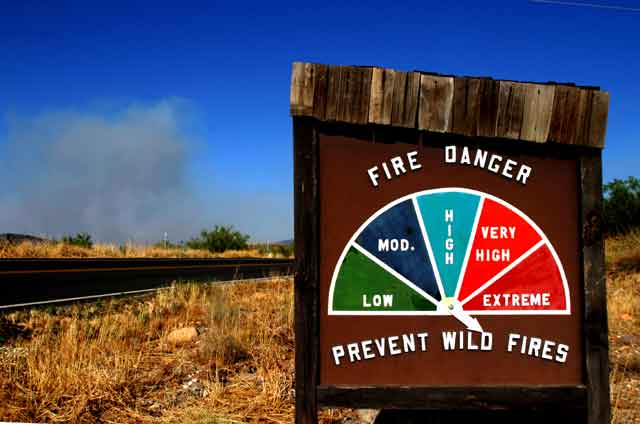 FIRE DANGER
LOW
MOD.
HIGH
VERY
HIGH
EXTREME
PREVENT WILD FIRES